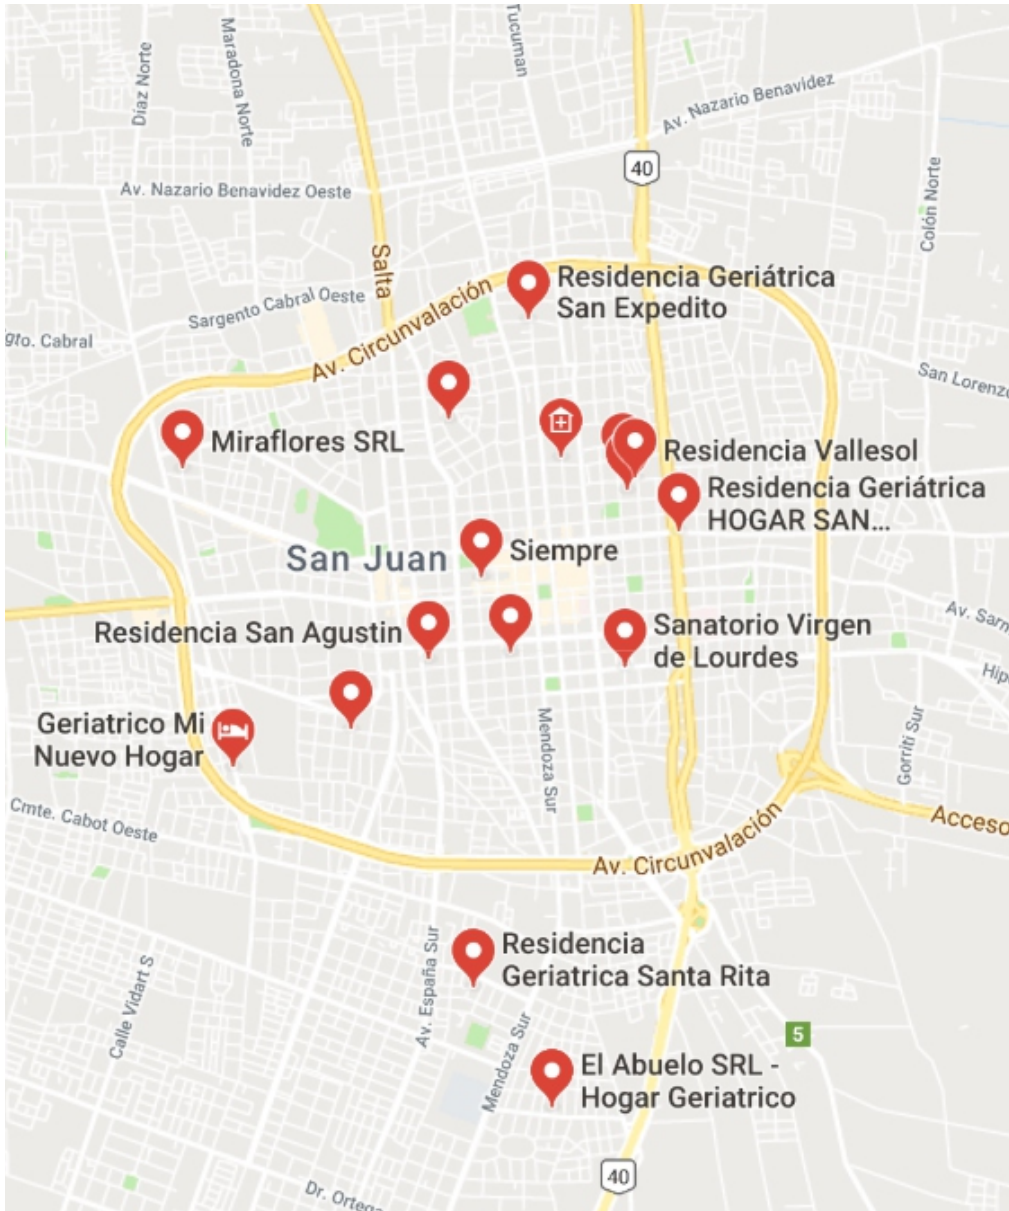 Tucuman
Díaz Norte
Maradona Norte
Av. Nazario Benavidez
40
Av. Nazario Benavidez Oeste
Colón Norte
Salta
Residencia Geriátrica
San Expedito
Sargento Cabral Oeste
Av. Circunvalación
gto. Cabral
San Lorenzo
Miraflores SRL
Residencia Vallesol
Residencia Geriátrica
HOGAR SAN...
San Juan
Siempre
Av. Sarm
Residencia San Agustin
Sanatorio Virgen
de Lourdes
Hipo
Geriatrico Mi
Nuevo Hogar
Mendoza Sur
Gorriti Sur
Cmte. Cabot Oeste
Acceso
Av. Circunvalación
Residencia
Geriatrica Santa Rita
Av. España Sur
Calle Vidart S
5
Mendoza Sur
El Abuelo SRL -
Hogar Geriatrico
40
Dr. Ortega